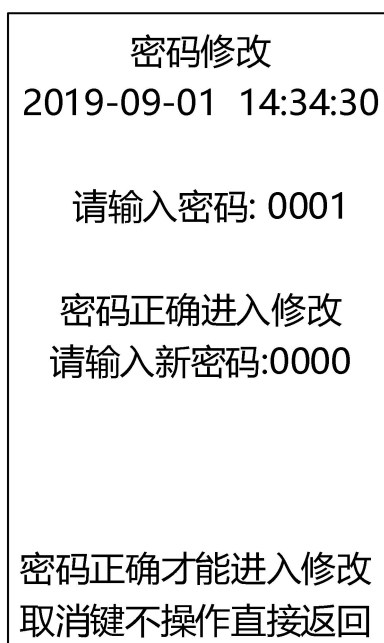 密码修改
2019-09-01 14:34:30
请输入密码: 0001
密码正确进入修改
请输入新密码:0000
密码正确才能进入修改
取消键不操作直接返回